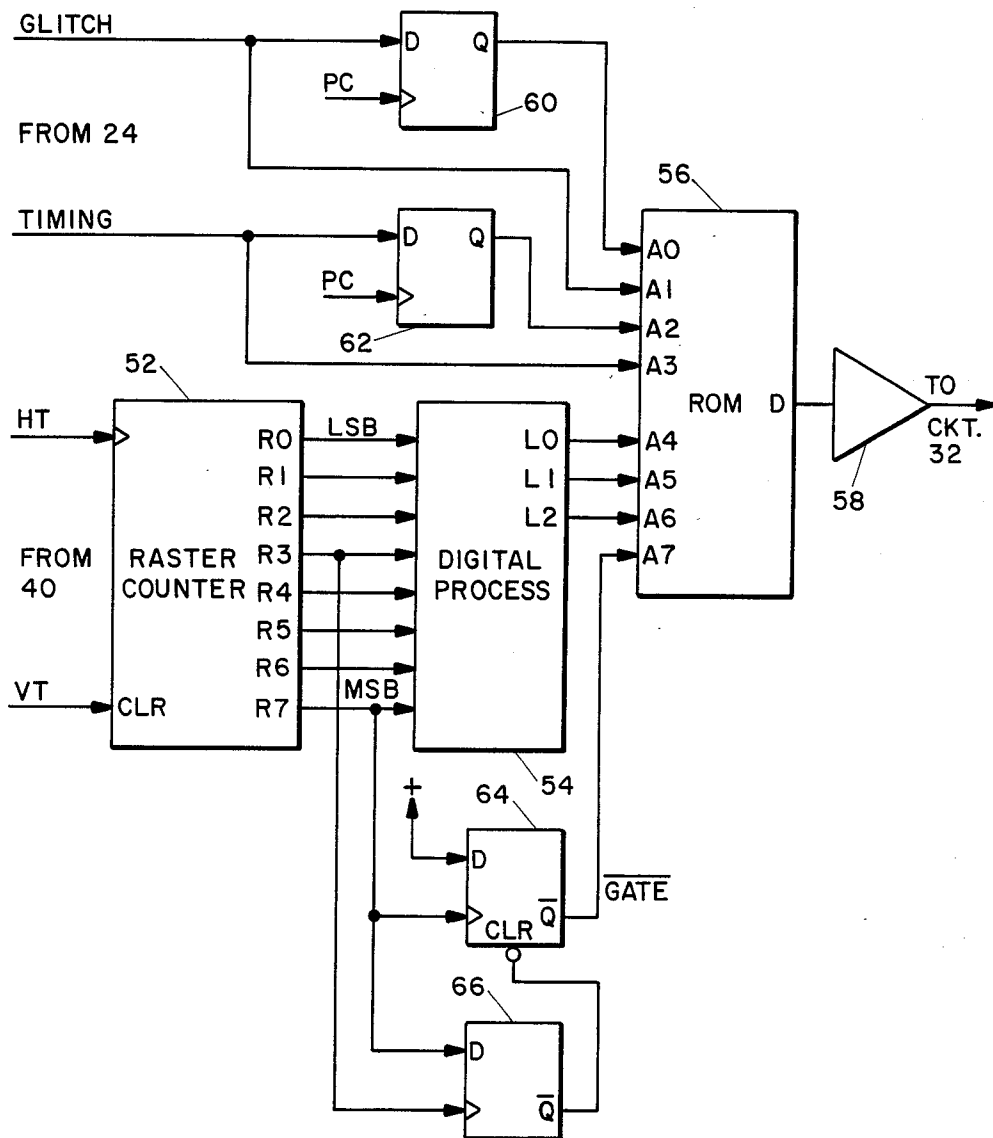 GLITCH
D Q
PC
60
FROM 24
56
TIMING
D Q
PC
62
A0
A1
A2
A3
ROM D
A4
A5
A6
A7
TO
CKT.
32
58
52
HT
R0 LSB L0
R1 L1
R2 L2
FROM
40
RASTER
COUNTER
R3
R4
R5
R6
R7 MSB
DIGITAL
PROCESS
VT
CLR
54
+
64
D
Q̅
CLR
G̅A̅T̅E̅
66
D
Q̅